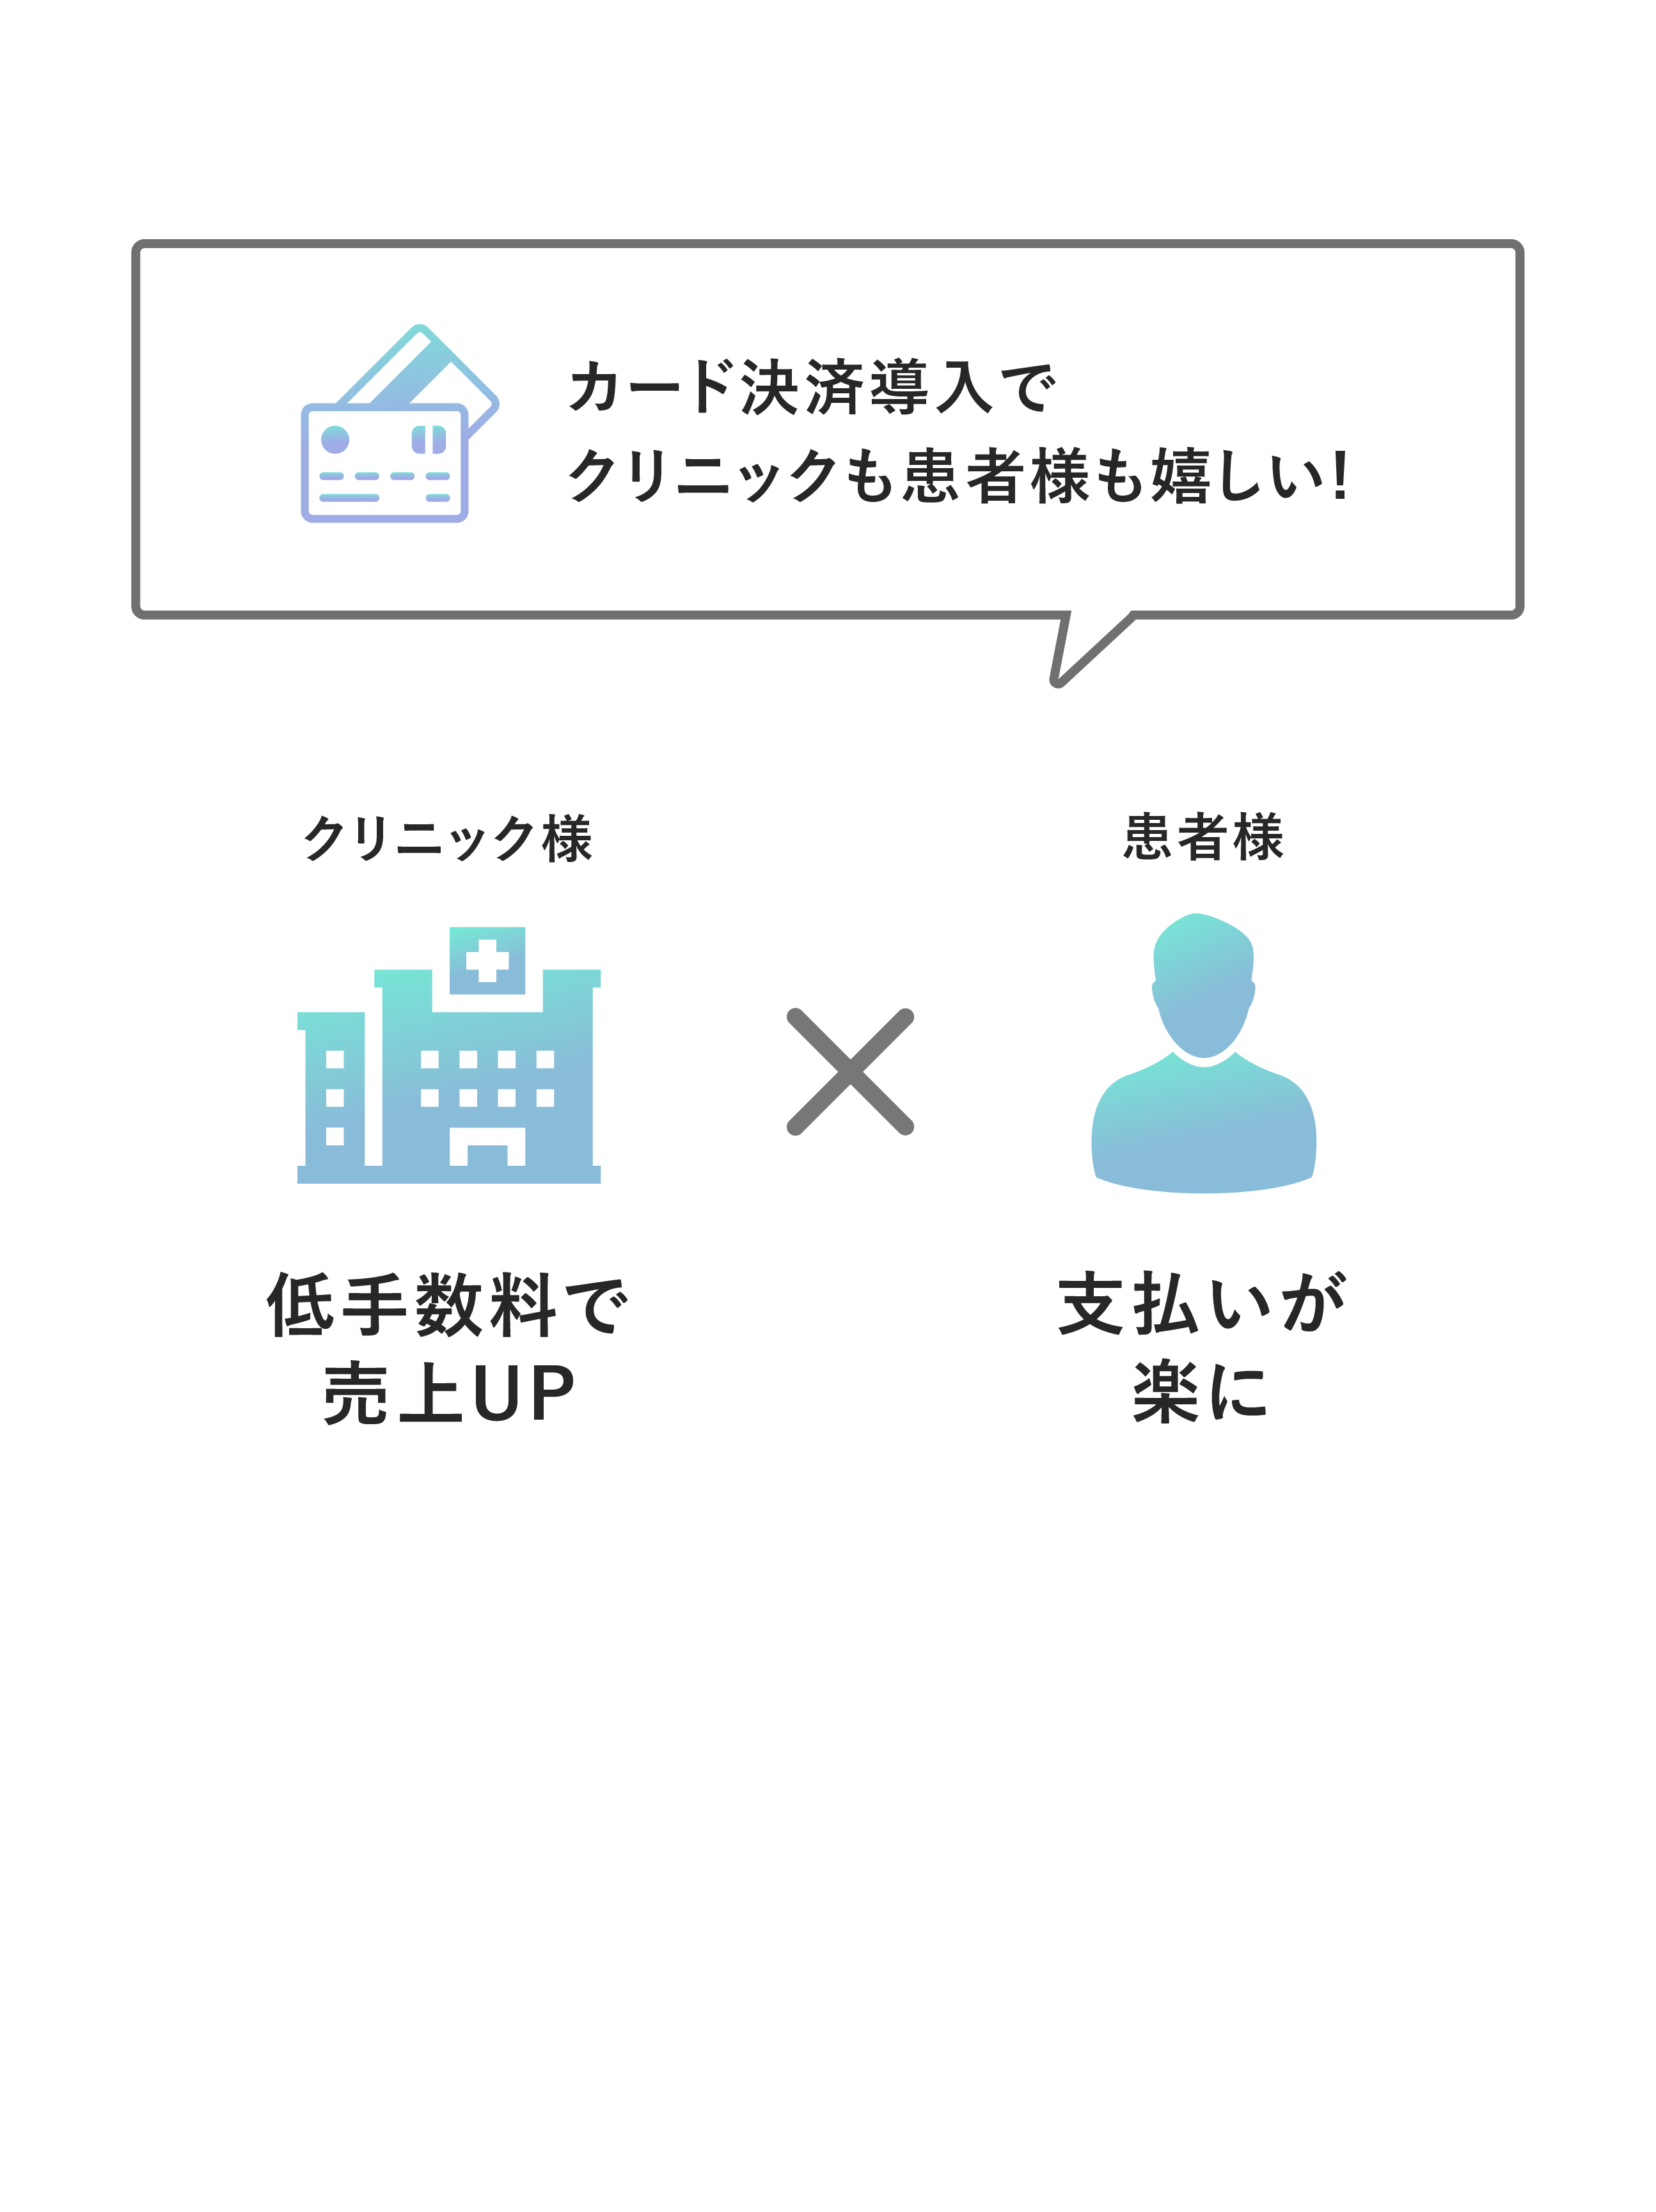 カード決済導入で
クリニックも患者様も嬉しい!
クリニック様
患者様
低手数料で
売上UP
支払いが
楽に